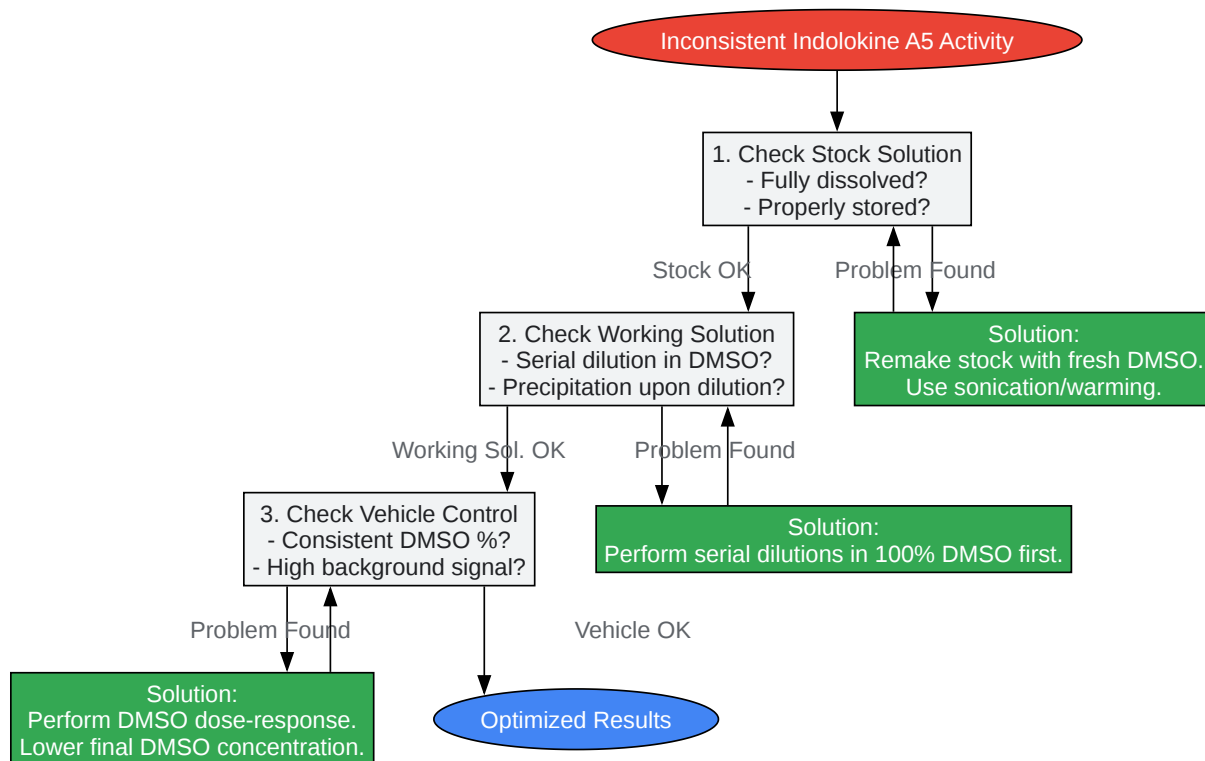 Inconsistent Indolokine A5 Activity
1. Check Stock Solution
- Fully dissolved?
- Properly stored?
Stock OK
Problem Found
2. Check Working Solution
- Serial dilution in DMSO?
- Precipitation upon dilution?
Solution:
Remake stock with fresh DMSO.
Use sonication/warming.
Working Sol. OK
Problem Found
3. Check Vehicle Control
- Consistent DMSO %?
- High background signal?
Solution:
Perform serial dilutions in 100% DMSO first.
Problem Found
Vehicle OK
Solution:
Perform DMSO dose-response.
Lower final DMSO concentration.
Optimized Results